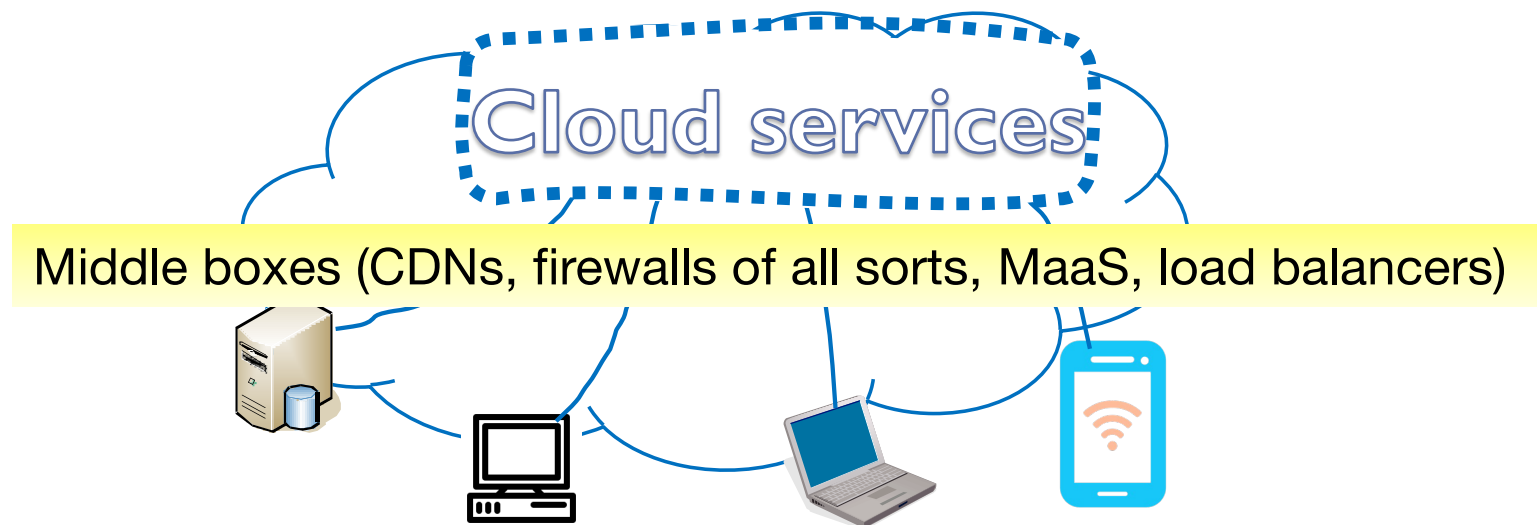 Cloud services
Middle boxes (CDNs, firewalls of all sorts, MaaS, load balancers)